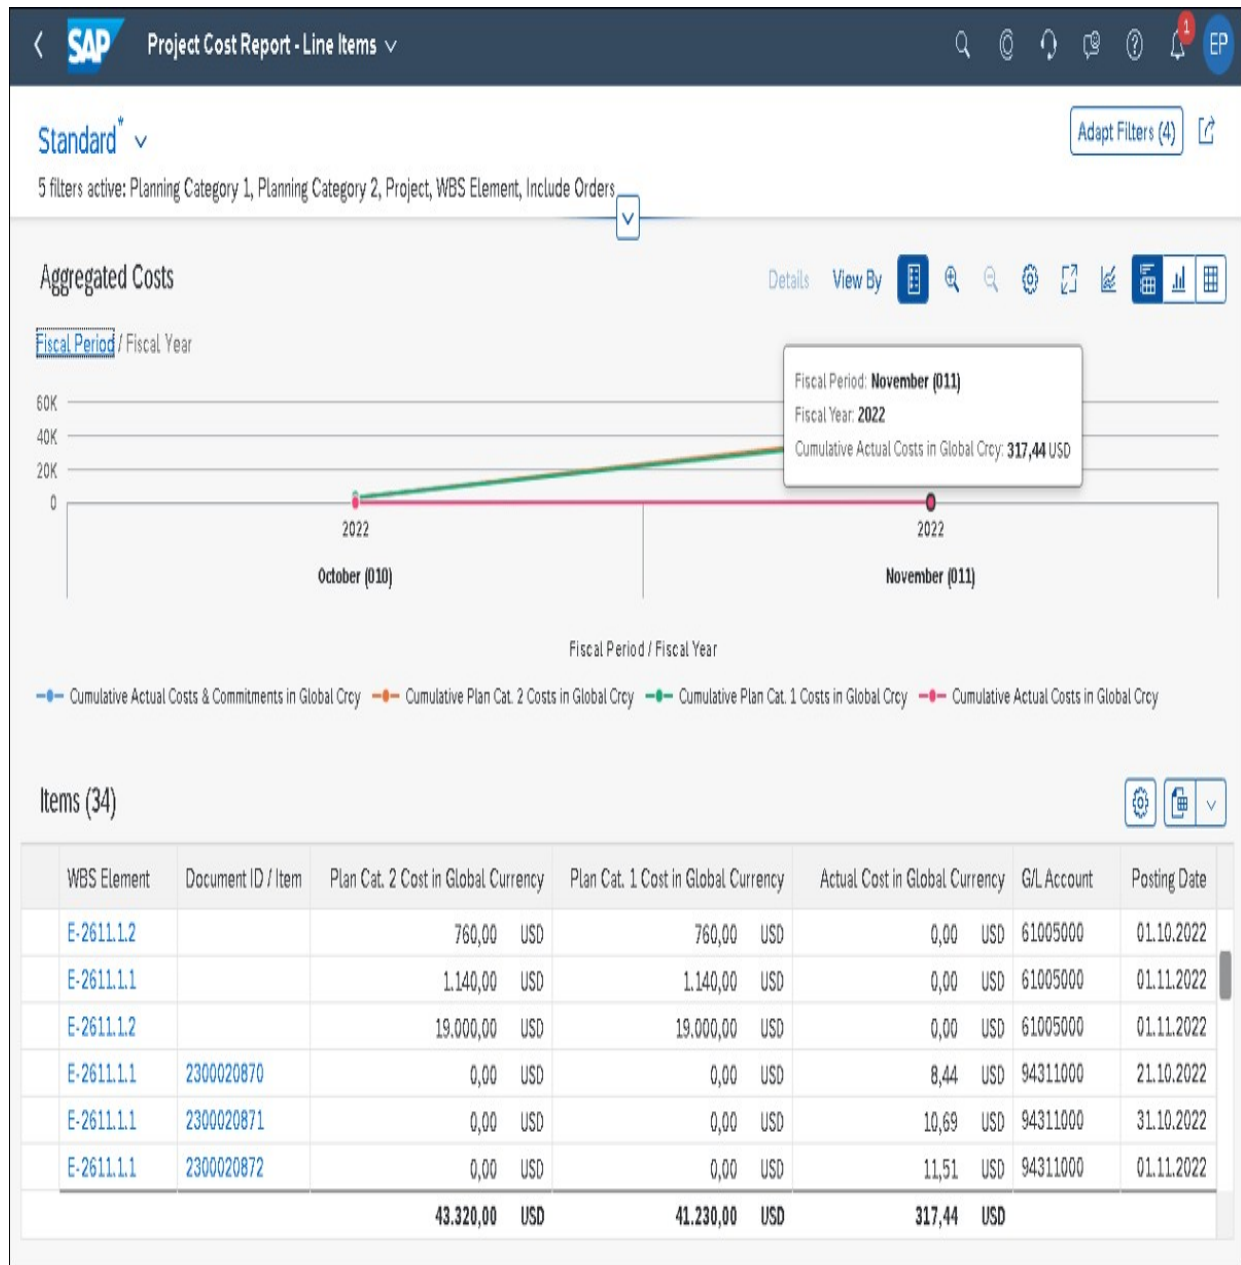 SAP Project Cost Report - Line Items
1
EP
Standard*
Adapt Filters (4)
5 filters active: Planning Category 1, Planning Category 2, Project, WBS Element, Include Orders
Aggregated Costs
Details View By
Fiscal Period / Fiscal Year
Fiscal Period: November (011)
Fiscal Year: 2022
Cumulative Actual Costs in Global Crcy: 317,44 USD
60K
40K
20K
0
2022 2022
October (010) November (011)
Fiscal Period / Fiscal Year
Cumulative Actual Costs & Commitments in Global Crcy Cumulative Plan Cat. 2 Costs in Global Crcy Cumulative Plan Cat. 1 Costs in Global Crcy Cumulative Actual Costs in Global Crcy
Items (34)
WBS Element Document ID / Item Plan Cat. 2 Cost in Global Currency Plan Cat. 1 Cost in Global Currency Actual Cost in Global Currency G/L Account Posting Date
E-2611.1.2 760,00 USD 760,00 USD 0,00 USD 61005000 01.10.2022
E-2611.1.1 1.140,00 USD 1.140,00 USD 0,00 USD 61005000 01.11.2022
E-2611.1.2 19.000,00 USD 19.000,00 USD 0,00 USD 61005000 01.11.2022
E-2611.1.1 2300020870 0,00 USD 0,00 USD 8,44 USD 94311000 21.10.2022
E-2611.1.1 2300020871 0,00 USD 0,00 USD 10,69 USD 94311000 31.10.2022
E-2611.1.1 2300020872 0,00 USD 0,00 USD 11,51 USD 94311000 01.11.2022
43.320,00 USD 41.230,00 USD 317,44 USD